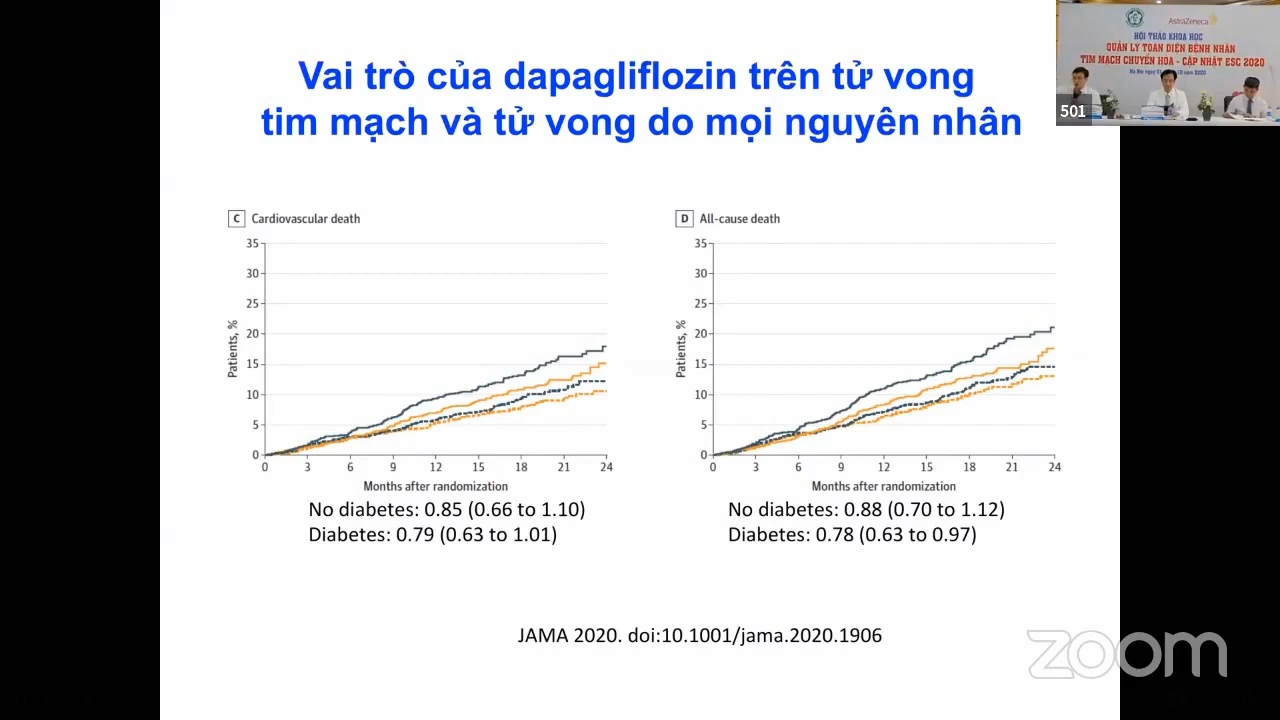 Vai trò của dapagliflozin trên tử vong
tim mạch và tử vong do mọi nguyên nhân
AstraZeneca
HỘI THẢO KHOA HỌC
QUẢN LÝ TOÀN DIỆN BỆNH NHÂN
TIM MẠCH CHUYỂN HÓA - CẬP NHẬT ESC 2020
501
C Cardiovascular death
35
30
25
20
15
10
5
0
Patients, %
0 3 6 9 12 15 18 21 24
Months after randomization
No diabetes: 0.85 (0.66 to 1.10)
Diabetes: 0.79 (0.63 to 1.01)
D All-cause death
35
30
25
20
15
10
5
0
Patients, %
0 3 6 9 12 15 18 21 24
Months after randomization
No diabetes: 0.88 (0.70 to 1.12)
Diabetes: 0.78 (0.63 to 0.97)
JAMA 2020. doi:10.1001/jama.2020.1906
zoom